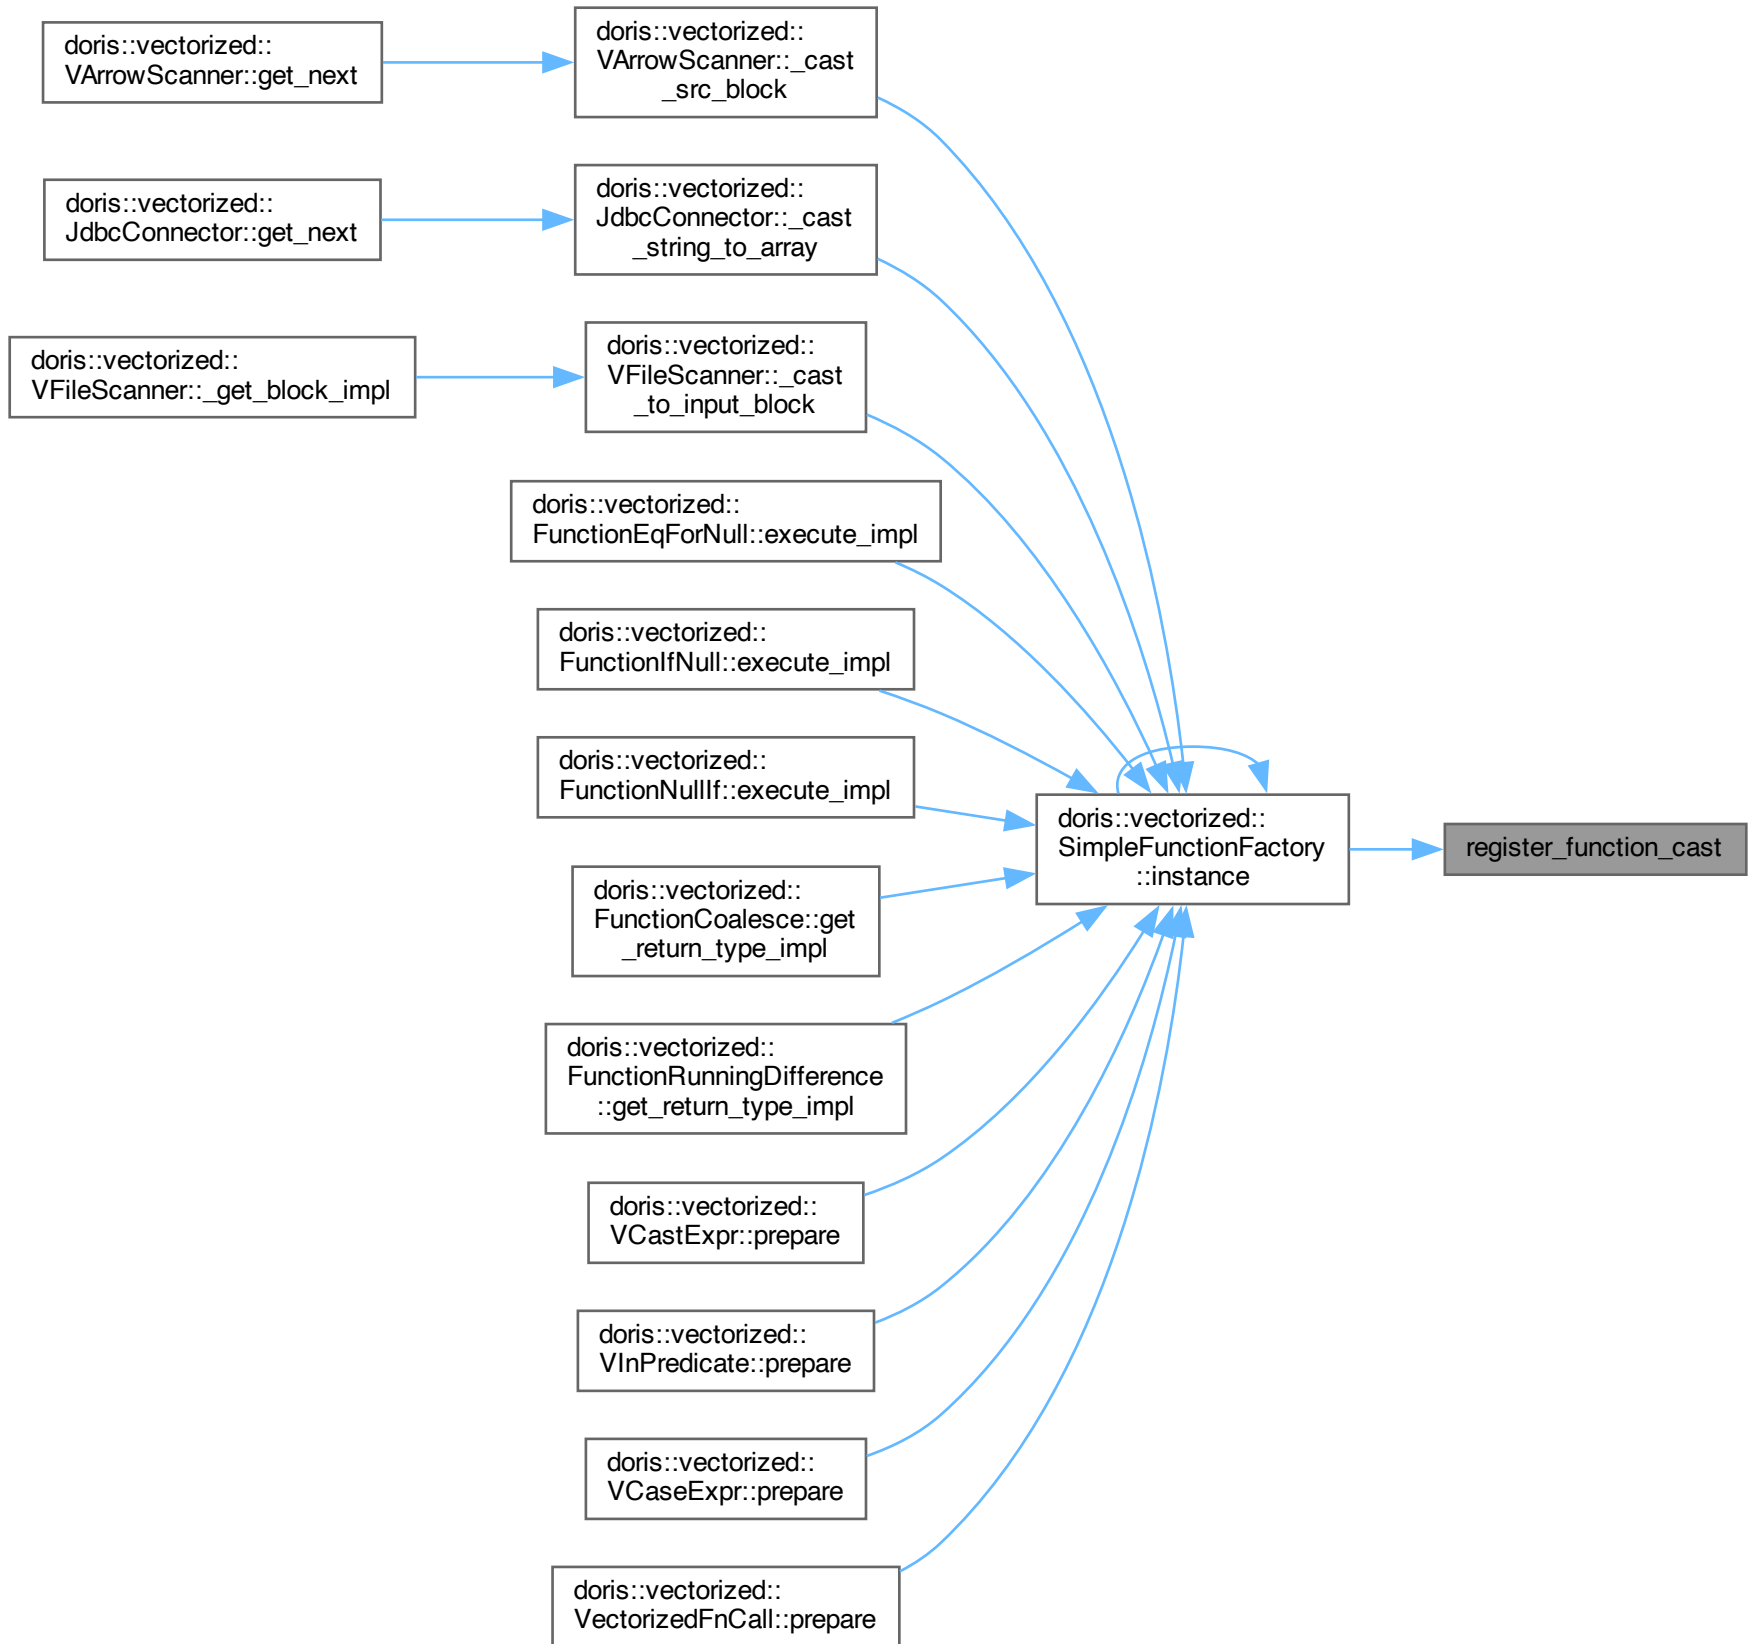 doris::vectorized::
VArrowScanner::get_next
doris::vectorized::
VArrowScanner::_cast
_src_block
doris::vectorized::
JdbcConnector::get_next
doris::vectorized::
JdbcConnector::_cast
_string_to_array
doris::vectorized::
VFileScanner::_get_block_impl
doris::vectorized::
VFileScanner::_cast
_to_input_block
doris::vectorized::
FunctionEqForNull::execute_impl
doris::vectorized::
FunctionIfNull::execute_impl
doris::vectorized::
FunctionNullIf::execute_impl
doris::vectorized::
SimpleFunctionFactory
::instance
register_function_cast
doris::vectorized::
FunctionCoalesce::get
_return_type_impl
doris::vectorized::
FunctionRunningDifference
::get_return_type_impl
doris::vectorized::
VCastExpr::prepare
doris::vectorized::
VInPredicate::prepare
doris::vectorized::
VCaseExpr::prepare
doris::vectorized::
VectorizedFnCall::prepare